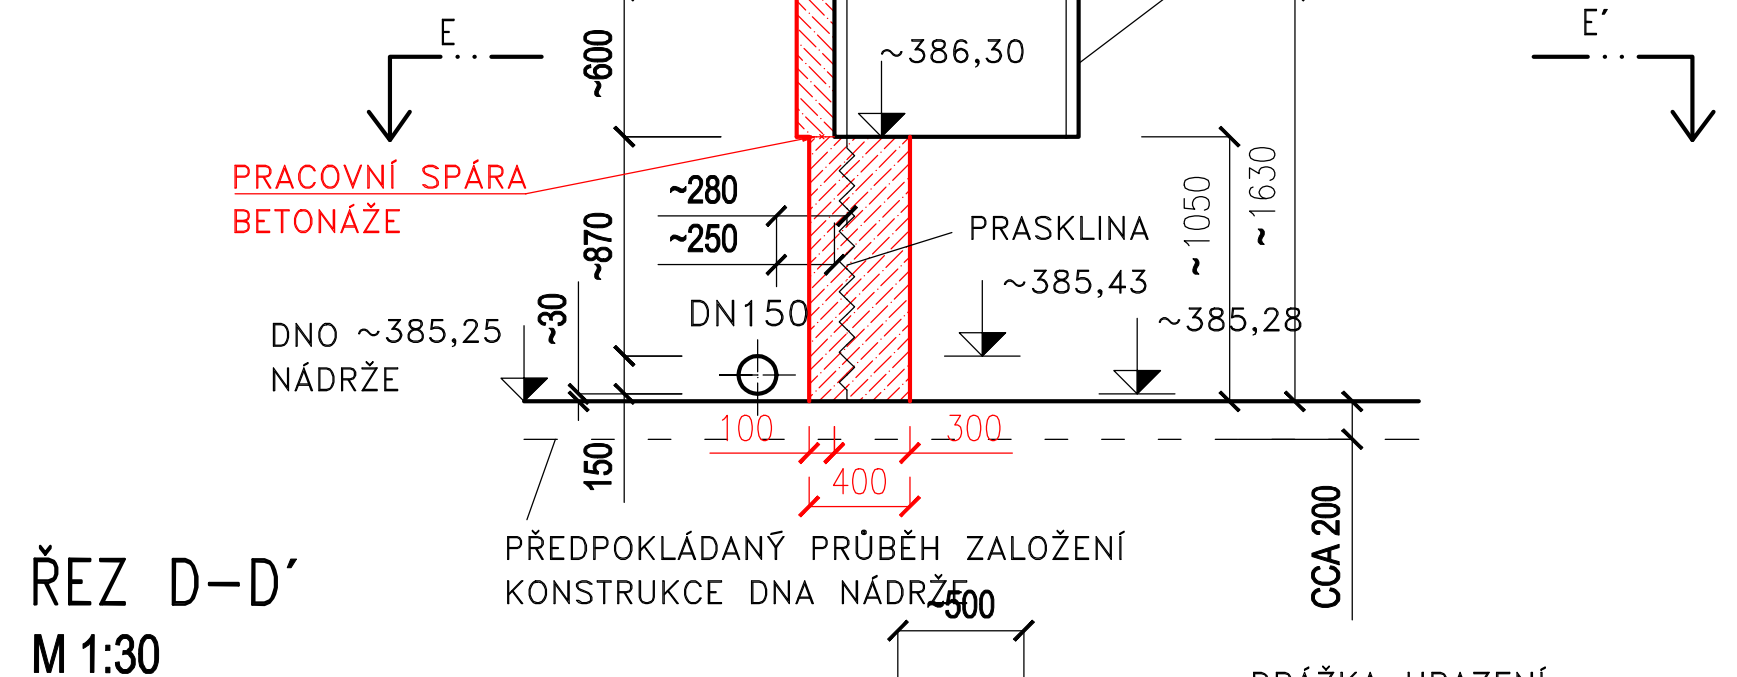 E
E´
~600
~386,30
PRACOVNÍ SPÁRA
BETONÁŽE
~280
~250
~870
PRASKLINA
~1050
~1630
~385,43
~30
DN150
DNO ~385,25
NÁDRŽE
~385,28
100
300
400
150
CCA 200
PŘEDPOKLÁDANÝ PRŮBĚH ZALOŽENÍ
KONSTRUKCE DNA NÁDRŽE
~500
ŘEZ D-D´
M 1:30
DRÁŽKA HRAZENÍ